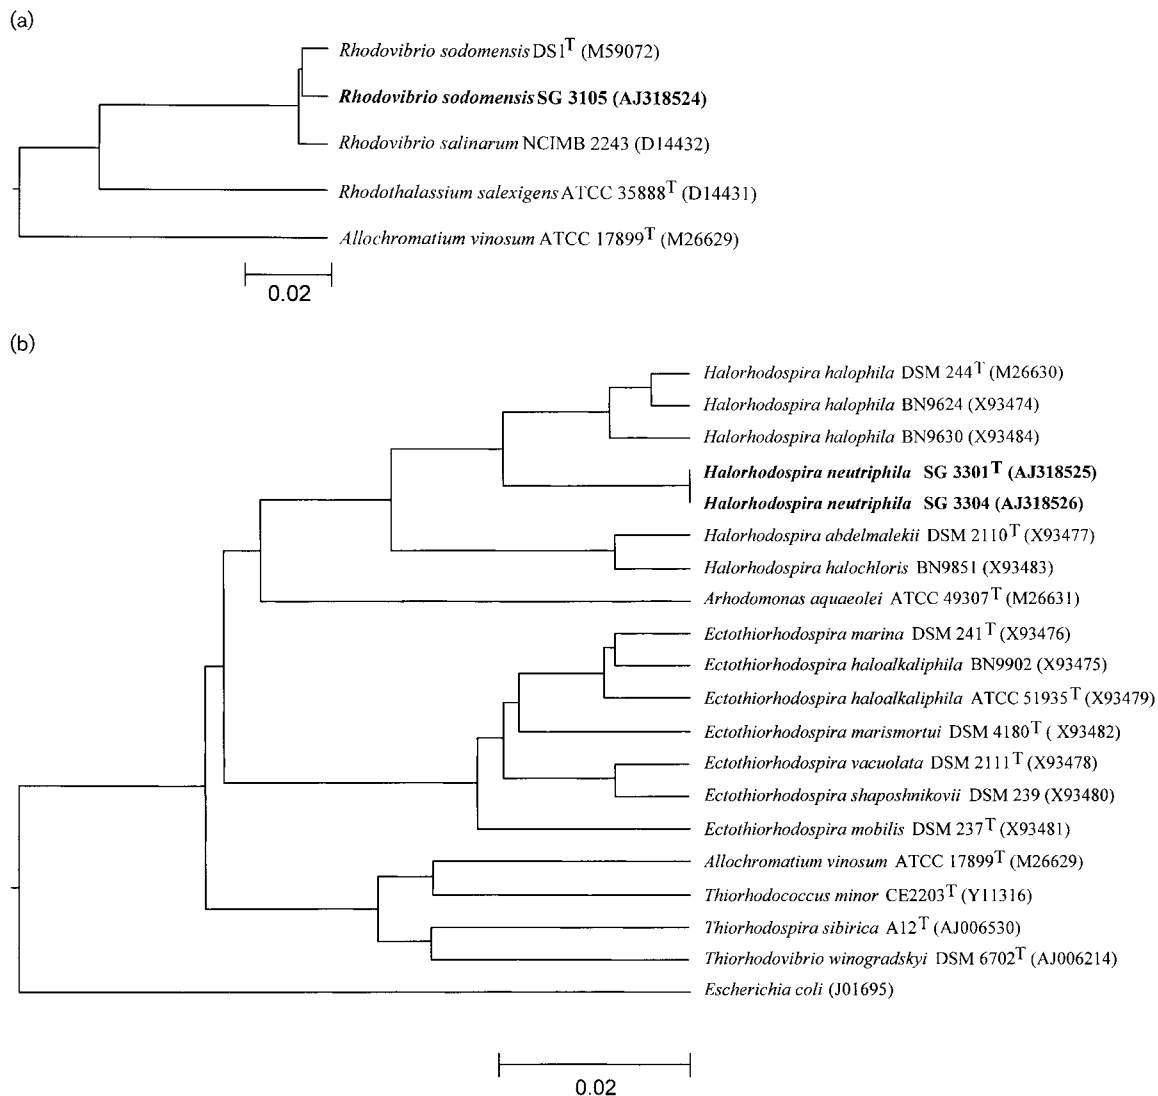 (a)
Rhodovibrio sodomensis DS1T (M59072)
Rhodovibrio sodomensis SG 3105 (AJ318524)
Rhodovibrio salinarum NCIMB 2243 (D14432)
Rhodothalassium salexigens ATCC 35888T (D14431)
Allochromatium vinosum ATCC 17899T (M26629)
0.02
(b)
Halorhodospira halophila DSM 244T (M26630)
Halorhodospira halophila BN9624 (X93474)
Halorhodospira halophila BN9630 (X93484)
Halorhodospira neutriphila SG 3301T (AJ318525)
Halorhodospira neutriphila SG 3304 (AJ318526)
Halorhodospira abdelmalekii DSM 2110T (X93477)
Halorhodospira halochloris BN9851 (X93483)
Arhodomonas aquaeolei ATCC 49307T (M26631)
Ectothiorhodospira marina DSM 241T (X93476)
Ectothiorhodospira haloalkaliphila BN9902 (X93475)
Ectothiorhodospira haloalkaliphila ATCC 51935T (X93479)
Ectothiorhodospira marismortui DSM 4180T ( X93482)
Ectothiorhodospira vacuolata DSM 2111T (X93478)
Ectothiorhodospira shaposhnikovii DSM 239 (X93480)
Ectothiorhodospira mobilis DSM 237T (X93481)
Allochromatium vinosum ATCC 17899T (M26629)
Thiorhodococcus minor CE2203T (Y11316)
Thiorhodospira sibirica A12T (AJ006530)
Thiorhodovibrio winogradskyi DSM 6702T (AJ006214)
Escherichia coli (J01695)
0.02